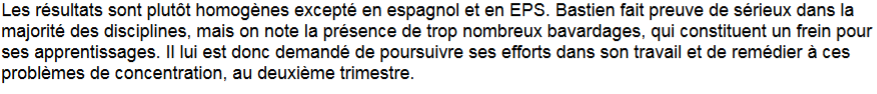 Les résultats sont plutôt homogènes excepté en espagnol et en EPS. Bastien fait preuve de sérieux dans la
majorité des disciplines, mais on note la présence de trop nombreux bavardages, qui constituent un frein pour
ses apprentissages. Il lui est donc demandé de poursuivre ses efforts dans son travail et de remédier à ces
problèmes de concentration, au deuxième trimestre.